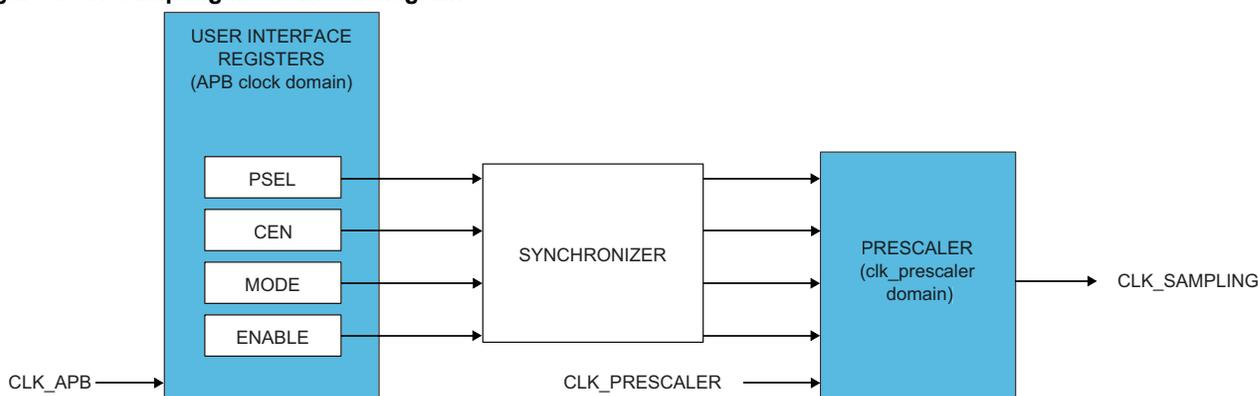 USER INTERFACE
REGISTERS
(APB clock domain)
PSEL
CEN
MODE
ENABLE
SYNCHRONIZER
PRESCALER
(clk_prescaler
domain)
CLK_SAMPLING
CLK_APB
CLK_PRESCALER